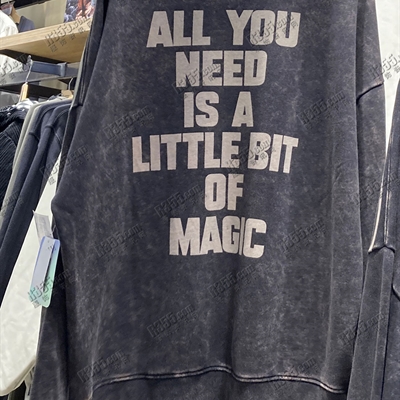 ALL YOU
NEED
IS A
LITTLE BIT
OF
MAGIC